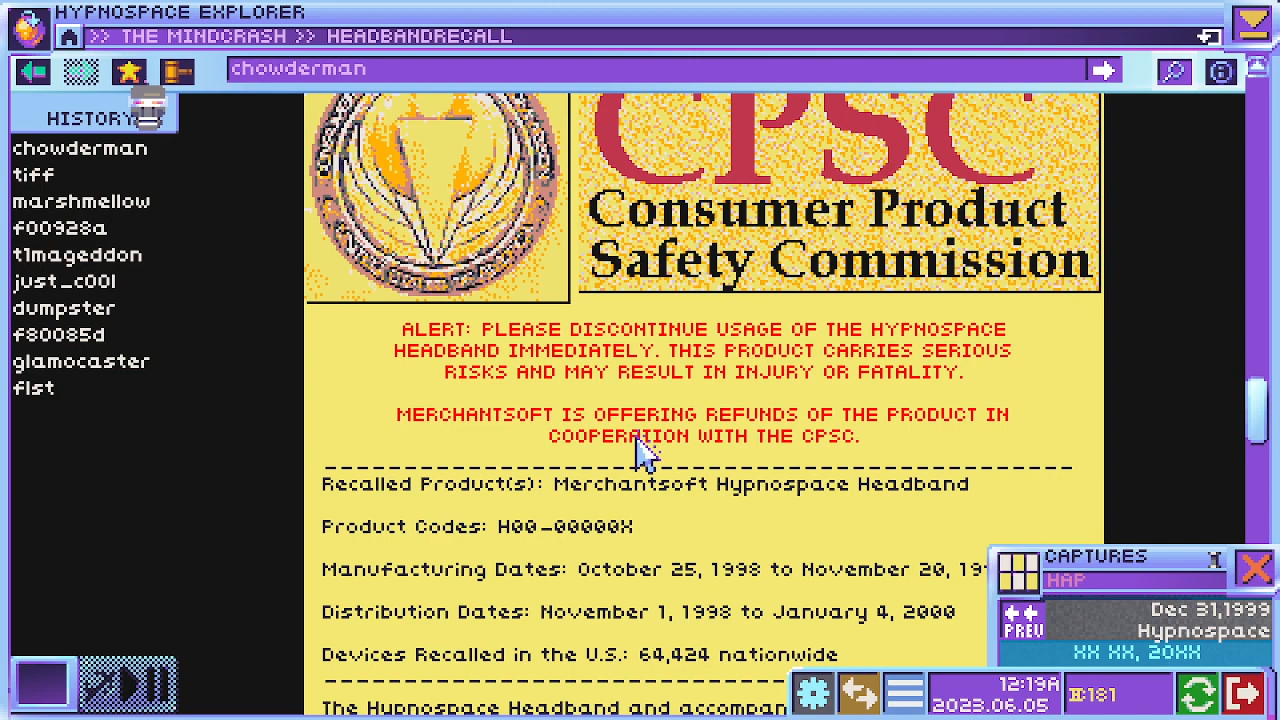 HYPNOSPACE EXPLORER
>> THE MINDCRASH >> HEADBANDRECALL
chowderman
HISTORY
chowderman
tiff
marshmellow
f00928a
t1mageddon
just_c00l
dumpster
f80085d
glamocaster
flst
CPSC
Consumer Product
Safety Commission
ALERT: PLEASE DISCONTINUE USAGE OF THE HYPNOSPACE
HEADBAND IMMEDIATELY. THIS PRODUCT CARRIES SERIOUS
RISKS AND MAY RESULT IN INJURY OR FATALITY.
MERCHANTSOFT IS OFFERING REFUNDS OF THE PRODUCT IN
COOPERATION WITH THE CPSC.
Recalled Product(s): Merchantsoft Hypnospace Headband
Product Codes: H00-00000X
Manufacturing Dates: October 25, 1998 to November 20, 19
Distribution Dates: November 1, 1998 to January 4, 2000
Devices Recalled in the U.S.: 64,424 nationwide
The Hypnospace Headband and accompan
CAPTURES
HAP
PREV
Dec 31,1999
Hypnospace
XX XX, 20XX
12:19A
2023.06.05
:181